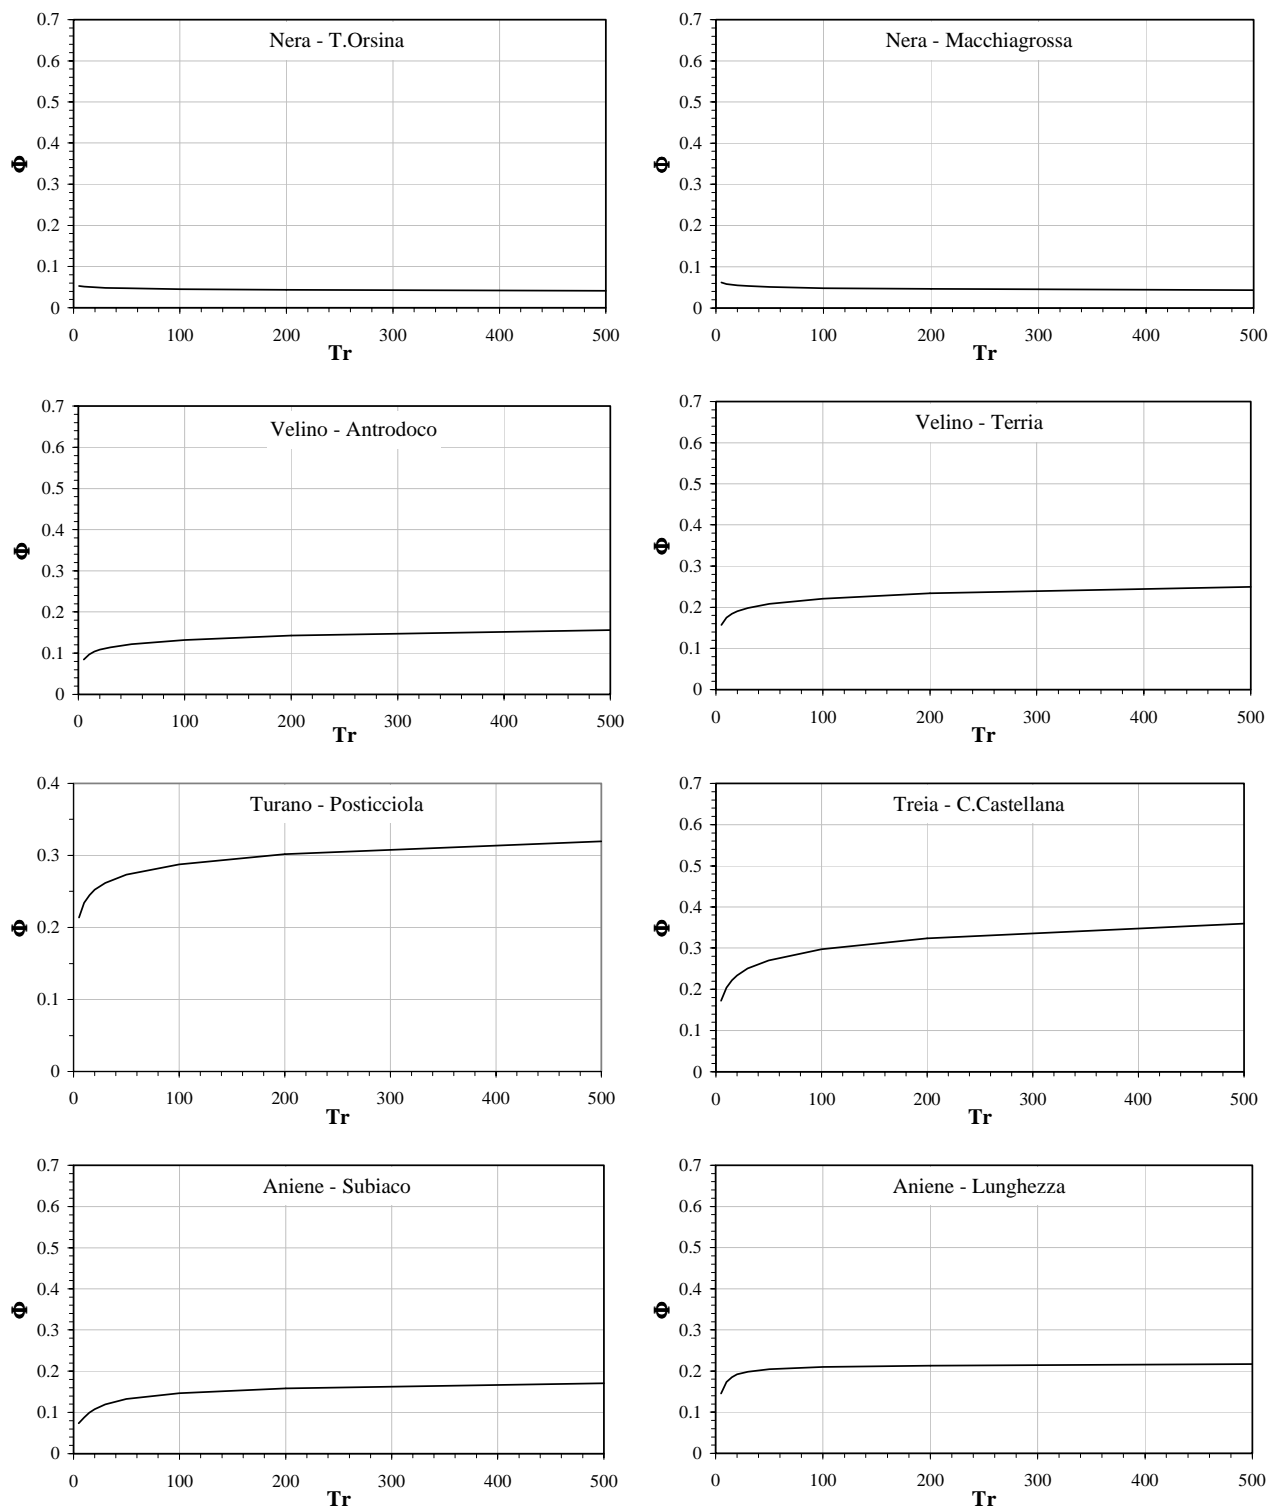 Nera - T.Orsina
0.7
0.6
0.5
0.4
0.3
0.2
0.1
0
Φ
0 100 200 300 400 500
Tr
Nera - Macchiagrossa
0.7
0.6
0.5
0.4
0.3
0.2
0.1
0
Φ
0 100 200 300 400 500
Tr
Velino - Antrodoco
0.7
0.6
0.5
0.4
0.3
0.2
0.1
0
Φ
0 100 200 300 400 500
Tr
Velino - Terria
0.7
0.6
0.5
0.4
0.3
0.2
0.1
0
Φ
0 100 200 300 400 500
Tr
Turano - Posticciola
0.4
0.3
0.2
0.1
0
Φ
0 100 200 300 400 500
Tr
Treia - C.Castellana
0.7
0.6
0.5
0.4
0.3
0.2
0.1
0
Φ
0 100 200 300 400 500
Tr
Aniene - Subiaco
0.7
0.6
0.5
0.4
0.3
0.2
0.1
0
Φ
0 100 200 300 400 500
Tr
Aniene - Lunghezza
0.7
0.6
0.5
0.4
0.3
0.2
0.1
0
Φ
0 100 200 300 400 500
Tr